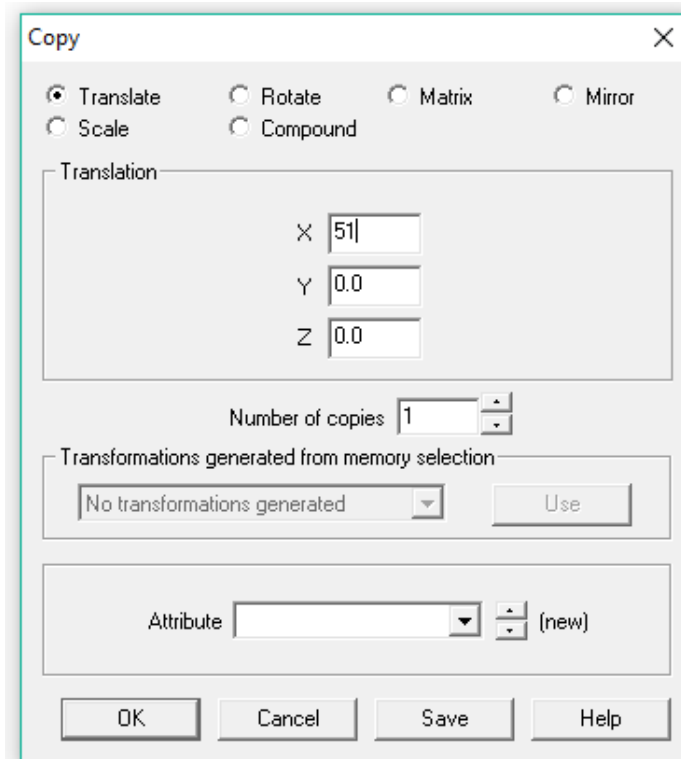 Copy
Translate Rotate Matrix Mirror
Scale Compound
Translation
X 51
Y 0.0
Z 0.0
Number of copies 1
Transformations generated from memory selection
No transformations generated Use
Attribute (new)
OK Cancel Save Help